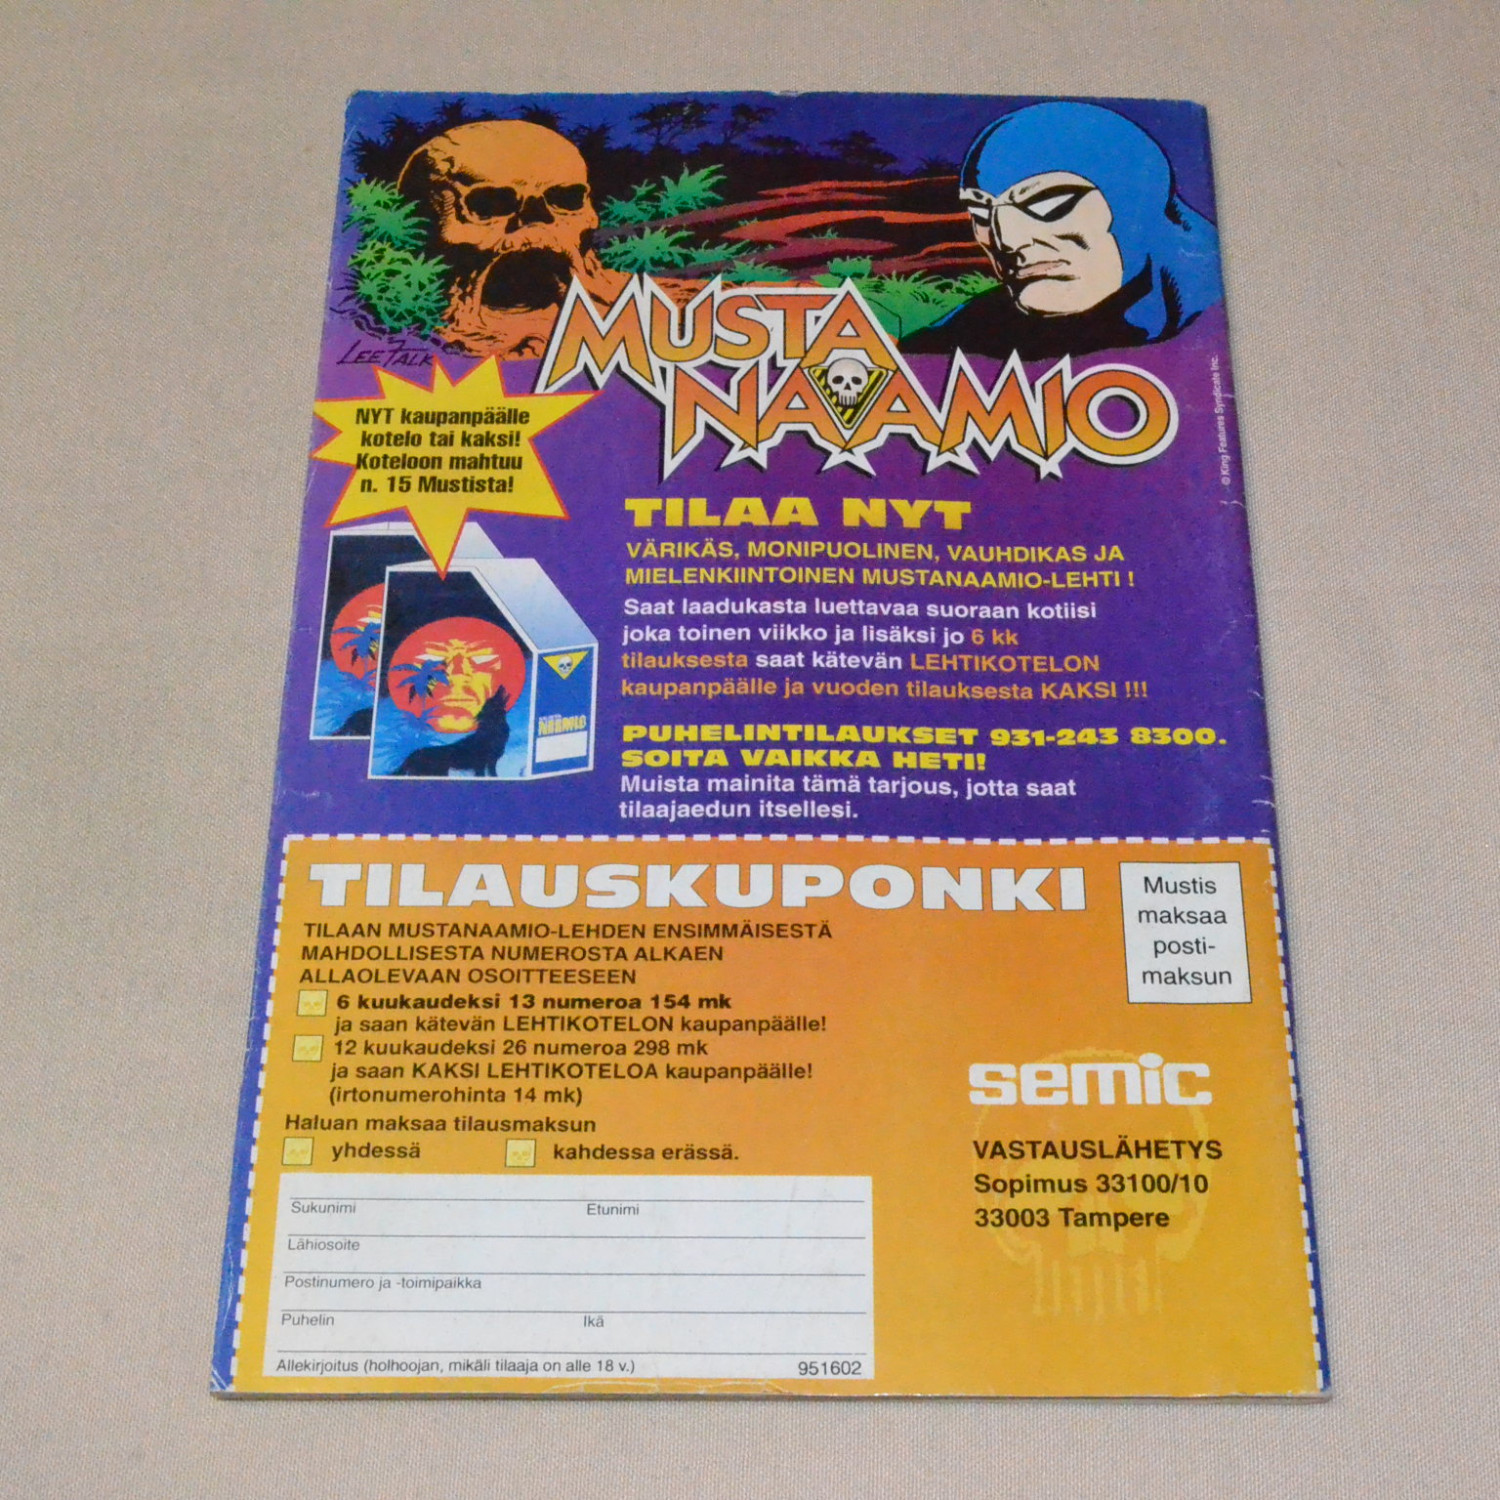 LEE FALK
MUSTA
NAAMIO
© King Features Syndicate Inc.
NYT kaupanpäälle
kotelo tai kaksi!
Koteloon mahtuu
n. 15 Mustista!
TILAA NYT
VÄRIKÄS, MONIPUOLINEN, VAUHDIKAS JA
MIELENKIINTOINEN MUSTANAAMIO-LEHTI !
Saat laadukasta luettavaa suoraan kotiisi
joka toinen viikko ja lisäksi jo 6 kk
tilauksesta saat kätevän LEHTIKOTELON
kaupanpäälle ja vuoden tilauksesta KAKSI !!!
NAAMIO
PUHELINTILAUKSET 931-243 8300.
SOITA VAIKKA HETI!
Muista mainita tämä tarjous, jotta saat
tilaajaedun itsellesi.
TILAUSKUPONKI
Mustis
maksaa
posti-
maksun
TILAAN MUSTANAAMIO-LEHDEN ENSIMMÄISESTÄ
MAHDOLLISESTA NUMEROSTA ALKAEN
ALLAOLEVAAN OSOITTEESEEN
6 kuukaudeksi 13 numeroa 154 mk
ja saan kätevän LEHTIKOTELON kaupanpäälle!
12 kuukaudeksi 26 numeroa 298 mk
ja saan KAKSI LEHTIKOTELOA kaupanpäälle!
(irtonumerohinta 14 mk)
Haluan maksaa tilausmaksun
yhdessä kahdessa erässä.
semic
VASTAUSLÄHETYS
Sopimus 33100/10
33003 Tampere
Sukunimi Etunimi
Lähiosoite
Postinumero ja -toimipaikka
Puhelin Ikä
Allekirjoitus (holhoojan, mikäli tilaaja on alle 18 v.) 951602